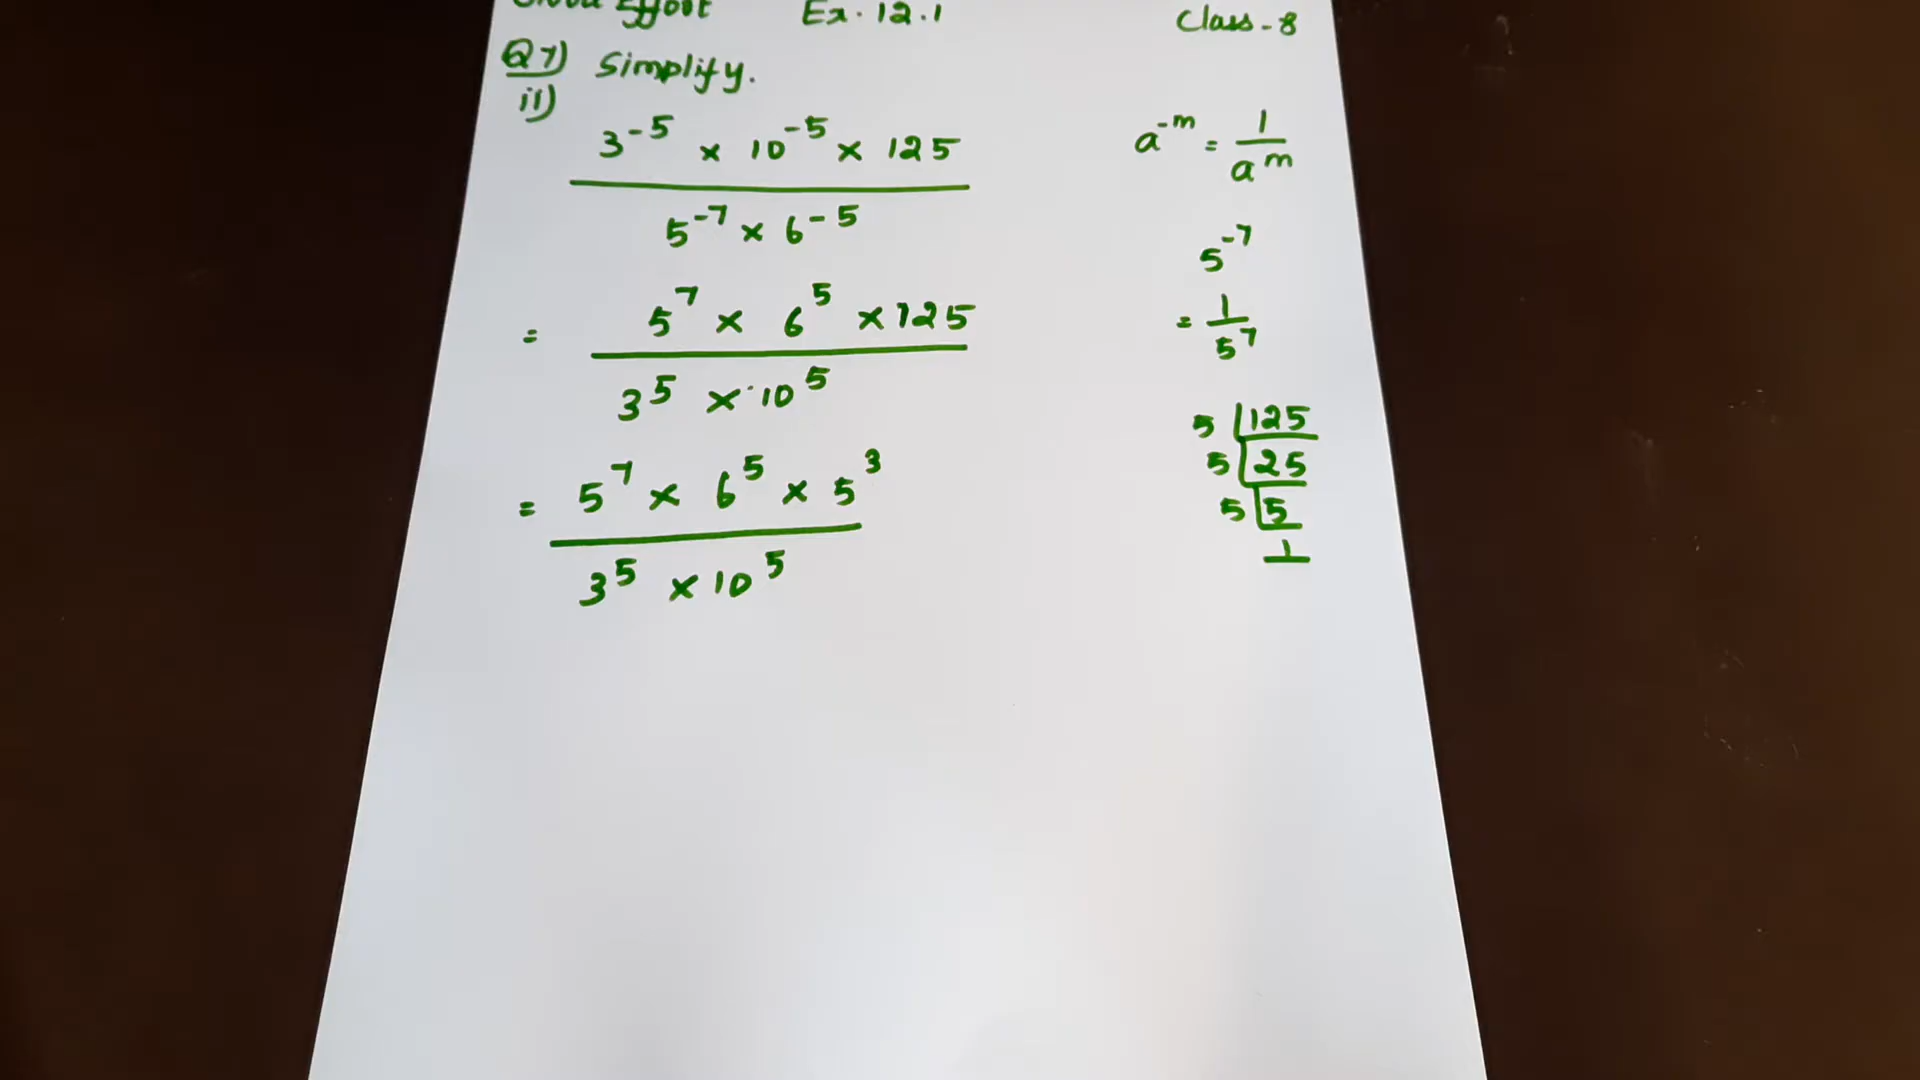 Effort Ex. 12.1 Class-8
Q7) Simplify.
ii)
3^-5 × 10^-5 × 125
5^-7 × 6^-5
= 5^7 × 6^5 × 125
3^5 × 10^5
= 5^7 × 6^5 × 5^3
3^5 × 10^5
a^-m = 1
a^m
5^-7
= 1
5^7
5 125
5 25
5 5
1